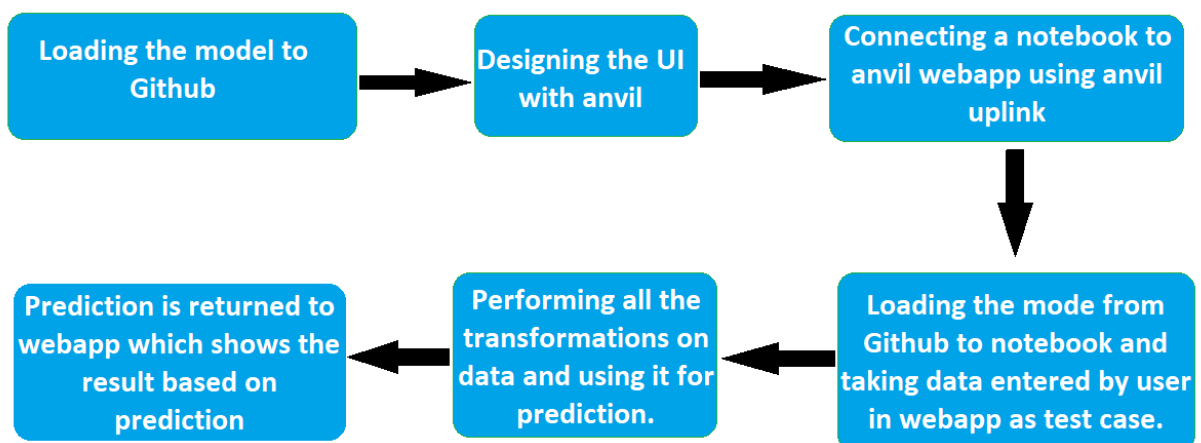 Loading the model to
Github
Designing the UI
with anvil
Connecting a notebook to
anvil webapp using anvil
uplink
Loading the mode from
Github to notebook and
taking data entered by user
in webapp as test case.
Performing all the
transformations on
data and using it for
prediction.
Prediction is returned to
webapp which shows the
result based on
prediction